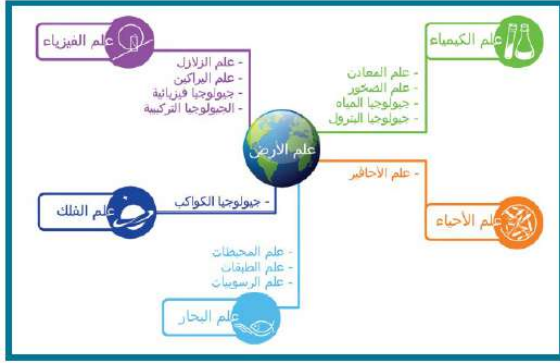 علم الكيمياء
- علم المعادن
- علم الصخور
- جيولوجيا المياه
- جيولوجيا البترول
علم الفيزياء
- علم الزلازل
- علم البراكين
- جيولوجيا فيزيائية
- الجيولوجيا التركيبية
علم الأرض
علم الأحياء
- علم الأحافير
علم الفلك
- جيولوجيا الكواكب
علم البحار
- علم المحيطات
- علم الطبقات
- علم الرسوبيات